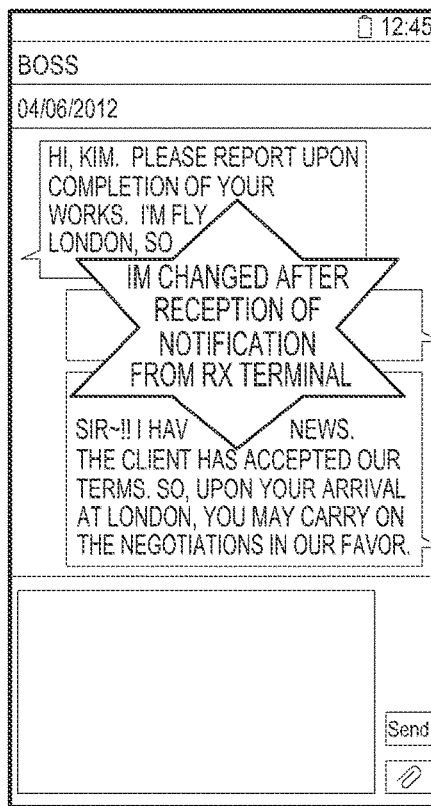 12:45
BOSS
04/06/2012
HI, KIM. PLEASE REPORT UPON
COMPLETION OF YOUR
WORKS. I'M FLY
LONDON, SO
IM CHANGED AFTER
RECEPTION OF
NOTIFICATION
FROM RX TERMINAL
SIR~!! I HAV NEWS.
THE CLIENT HAS ACCEPTED OUR
TERMS. SO, UPON YOUR ARRIVAL
AT LONDON, YOU MAY CARRY ON
THE NEGOTIATIONS IN OUR FAVOR.
Send